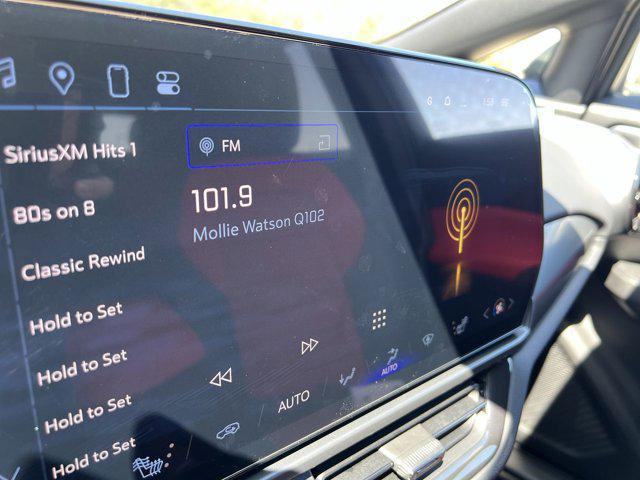 SiriusXM Hits 1
FM
101.9
Mollie Watson Q102
80s on 8
Classic Rewind
Hold to Set
Hold to Set
Hold to Set
Hold to Set
AUTO
AUTO